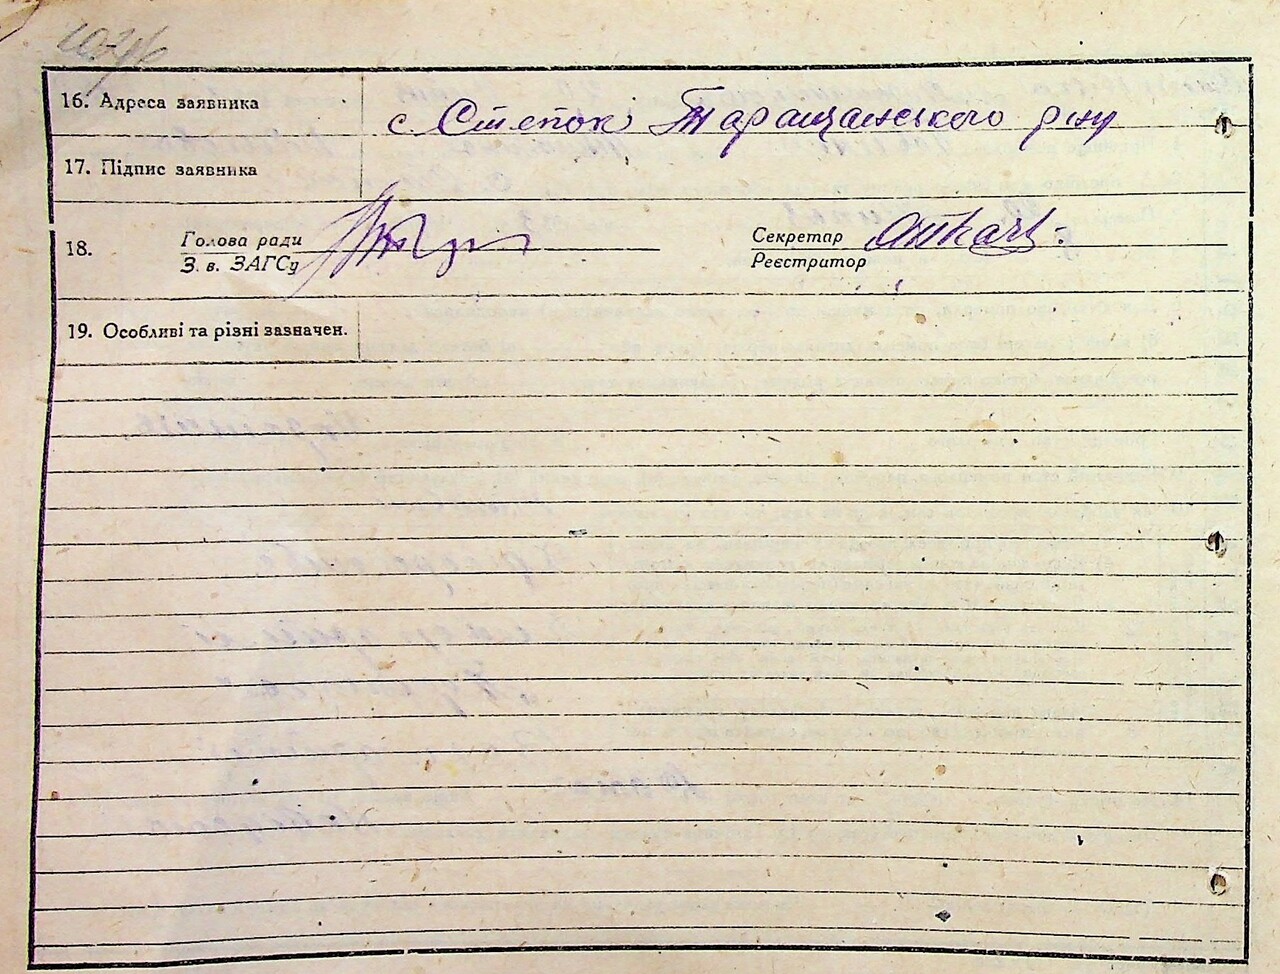 16. Адреса заявника с Степок Таращанського р-ну
17. Підпис заявника
18. Голова ради Секретар
З. в. ЗАГСу Реєстратор
19. Особливі та різні зазначен.